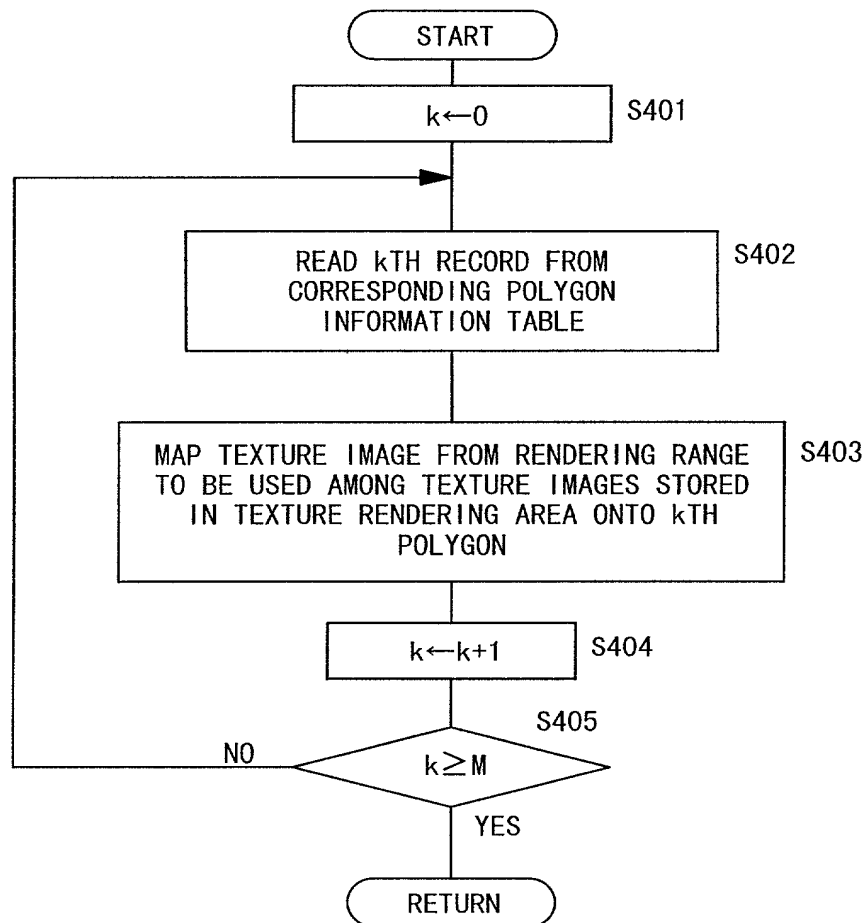 START
k←0
S401
READ kTH RECORD FROM
CORRESPONDING POLYGON
INFORMATION TABLE
S402
MAP TEXTURE IMAGE FROM RENDERING RANGE
TO BE USED AMONG TEXTURE IMAGES STORED
IN TEXTURE RENDERING AREA ONTO kTH
POLYGON
S403
k←k+1
S404
S405
k≧M
NO
YES
RETURN